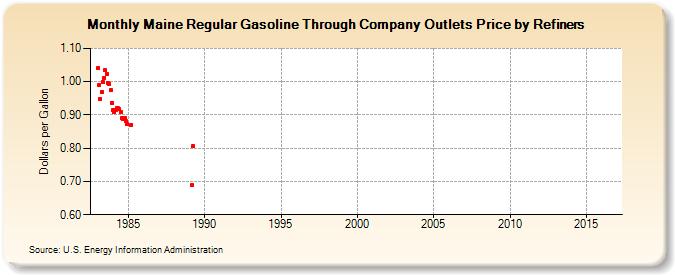 Monthly Maine Regular Gasoline Through Company Outlets Price by Refiners
Dollars per Gallon
1.10
1.00
0.90
0.80
0.70
0.60
1985 1990 1995 2000 2005 2010 2015
Source: U.S. Energy Information Administration